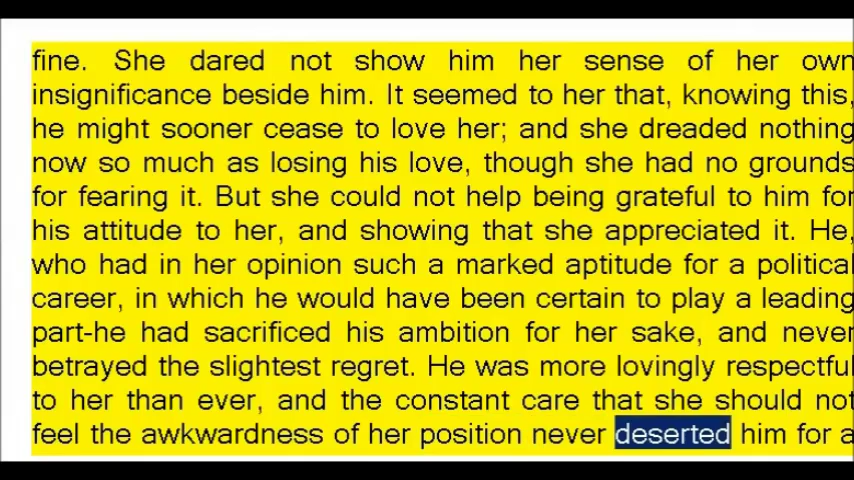 fine. She dared not show him her sense of her own
insignificance beside him. It seemed to her that, knowing this,
he might sooner cease to love her; and she dreaded nothing
now so much as losing his love, though she had no grounds
for fearing it. But she could not help being grateful to him for
his attitude to her, and showing that she appreciated it. He,
who had in her opinion such a marked aptitude for a political
career, in which he would have been certain to play a leading
part-he had sacrificed his ambition for her sake, and never
betrayed the slightest regret. He was more lovingly respectful
to her than ever, and the constant care that she should not
feel the awkwardness of her position never deserted him for a